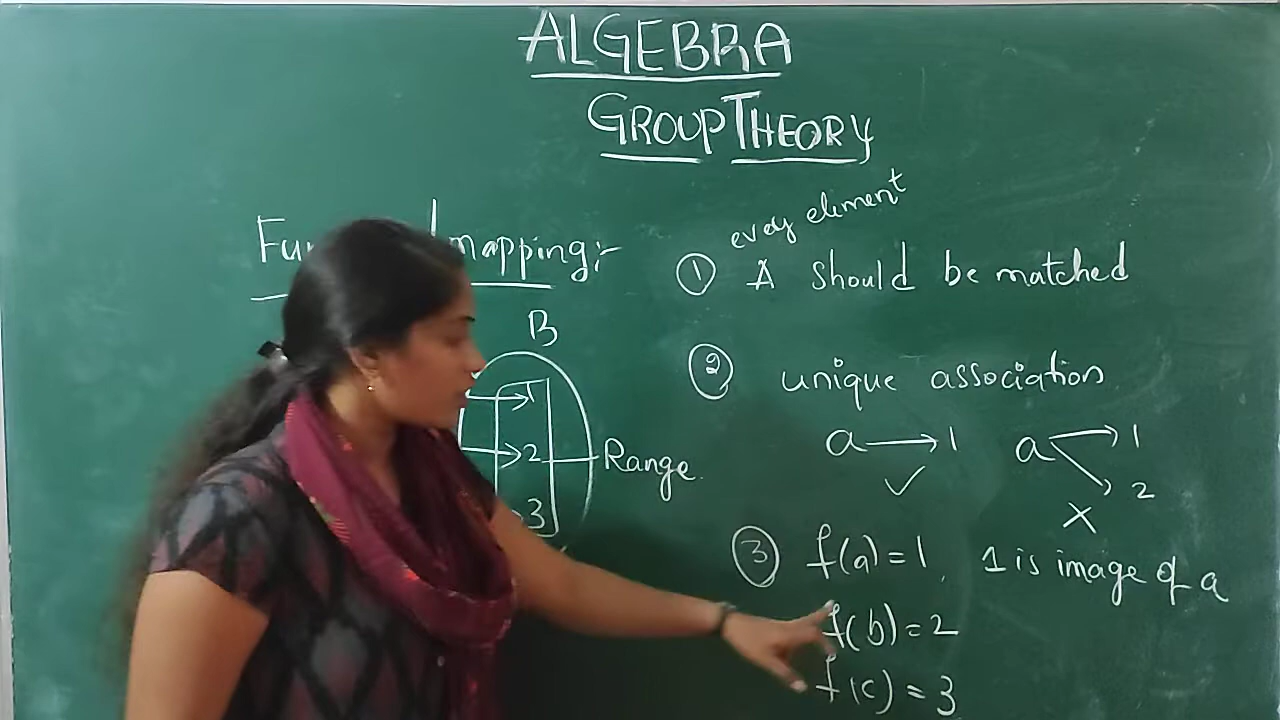 ALGEBRA
GROUP THEORY
mapping:-
B
1
2
3
Range
every element
① A should be matched
② unique association
a → 1 a → 1
✓ 2
X
③ f(a) = 1, 1 is image of a
f(b) = 2
f(c) = 3